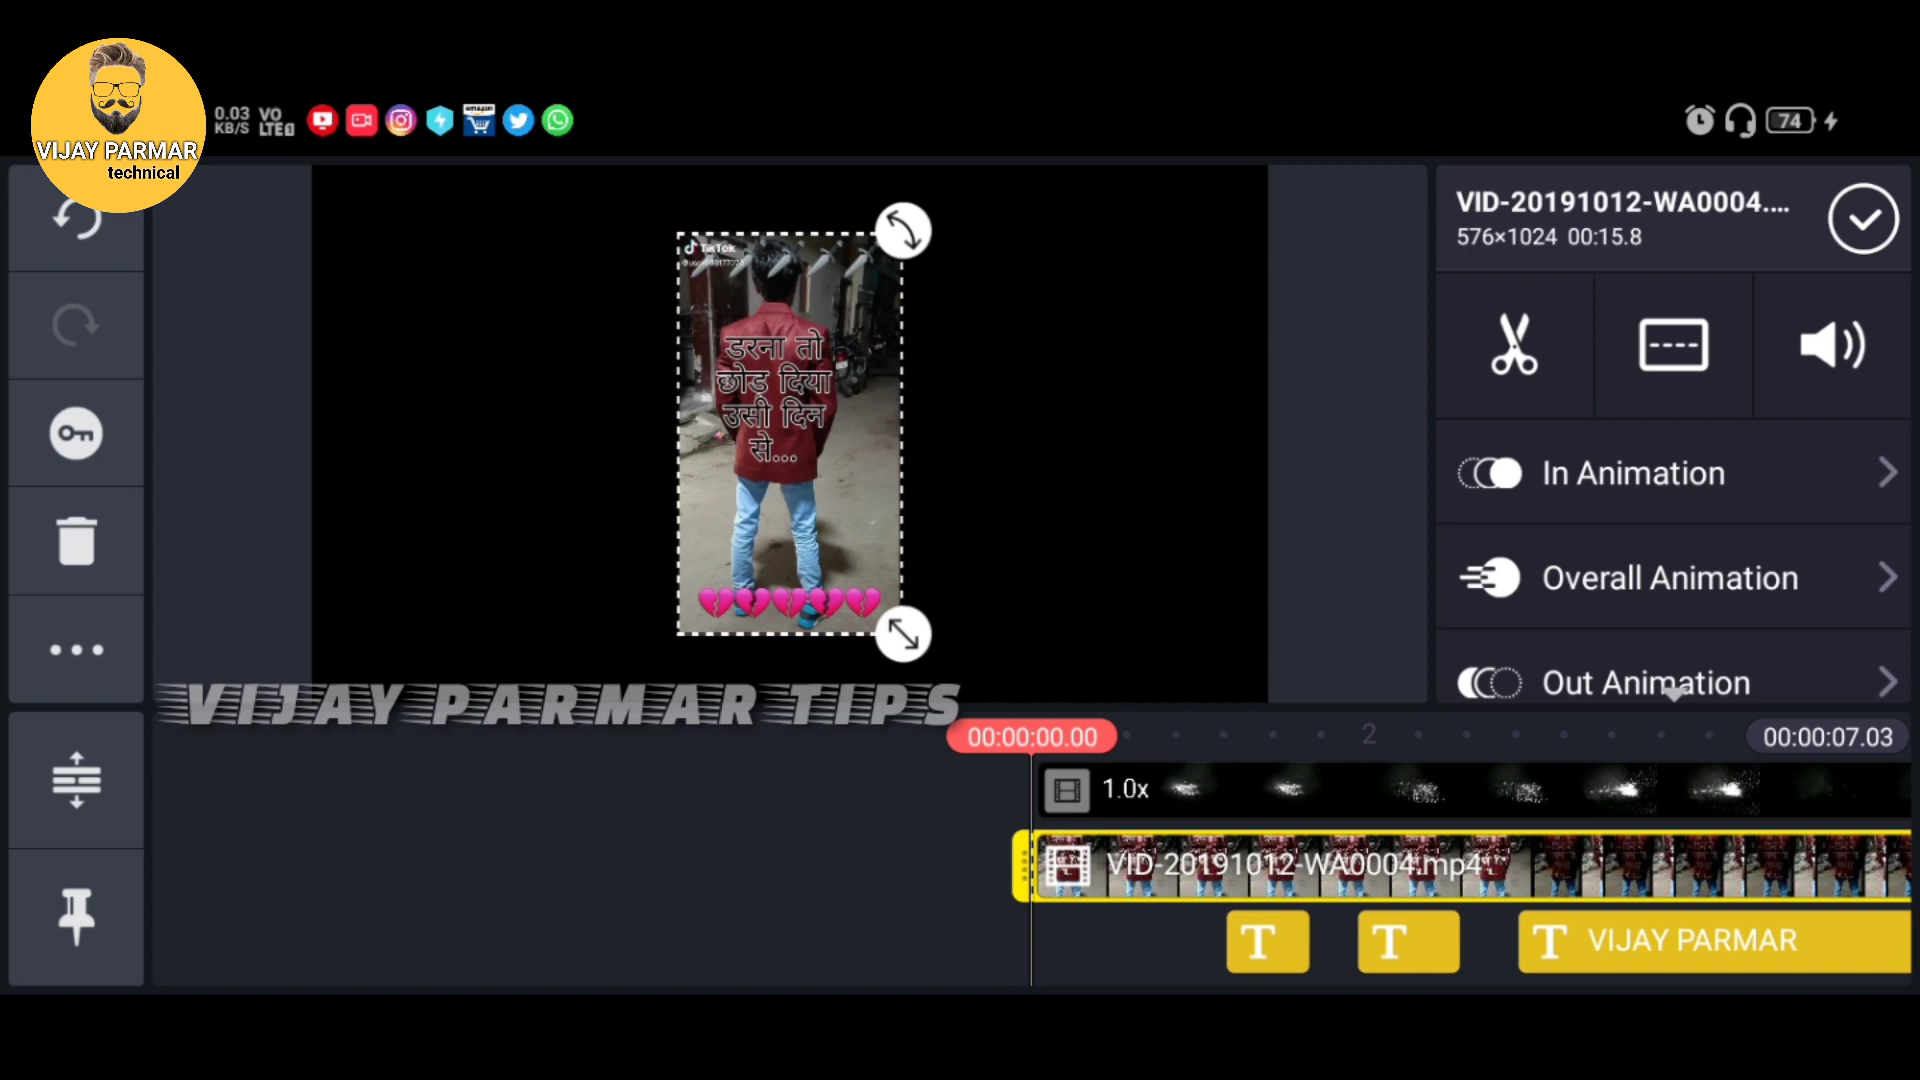 VIJAY PARMAR
technical
0.03
KB/S
VO
LTE
74
VID-20191012-WA0004....
576×1024 00:15.8
TikTok
डरना तो
छोड़ दिया
उसी दिन
से...
In Animation
Overall Animation
Out Animation
VIJAY PARMAR TIPS
00:00:00.00
2
00:00:07.03
1.0x
VID-20191012-WA0004.mp4
T
T
T VIJAY PARMAR